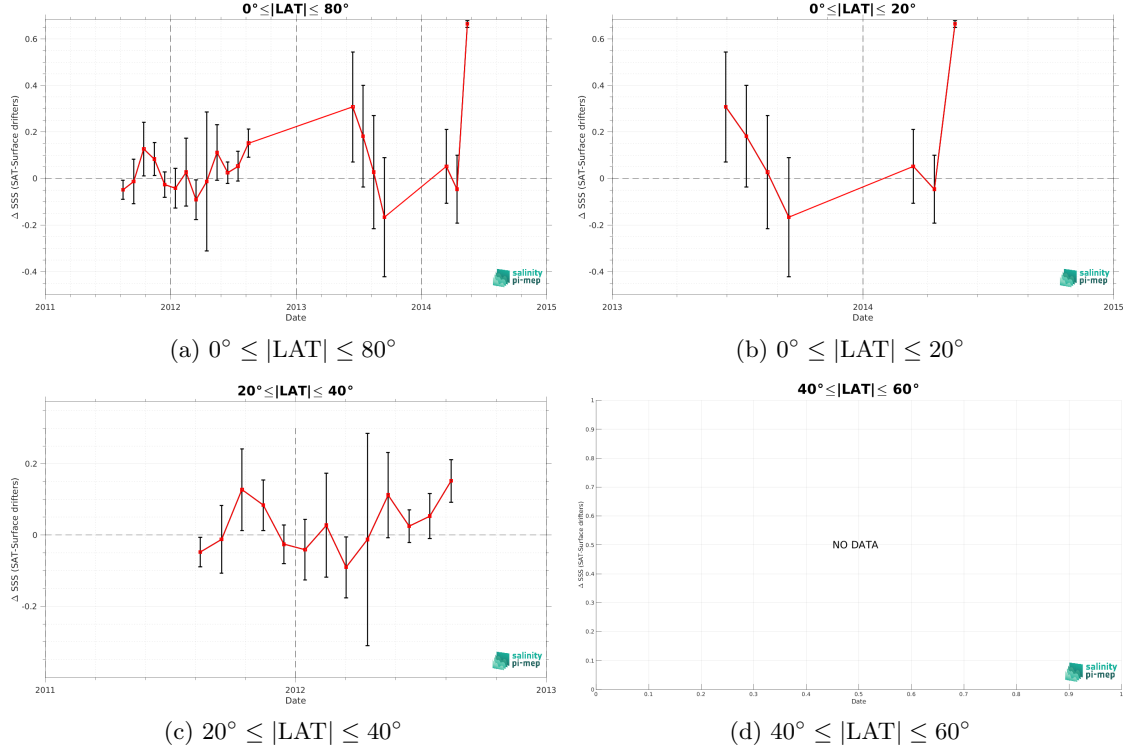 0°≤|LAT|≤ 80°
Δ SSS (SAT-Surface drifters)
0.6
0.4
0.2
0
-0.2
-0.4
2011
2012
2013
2014
2015
Date
salinity
pi-mep
(a) 0° ≤ |LAT| ≤ 80°
0°≤|LAT|≤ 20°
Δ SSS (SAT-Surface drifters)
0.6
0.4
0.2
0
-0.2
-0.4
2013
2014
2015
Date
salinity
pi-mep
(b) 0° ≤ |LAT| ≤ 20°
20°≤|LAT|≤ 40°
Δ SSS (SAT-Surface drifters)
0.2
0
-0.2
2011
2012
2013
Date
salinity
pi-mep
(c) 20° ≤ |LAT| ≤ 40°
40°≤|LAT|≤ 60°
Δ SSS (SAT-Surface drifters)
1
0.9
0.8
0.7
0.6
0.5
0.4
0.3
0.2
0.1
0
NO DATA
0
0.1
0.2
0.3
0.4
0.5
0.6
0.7
0.8
0.9
1
Date
salinity
pi-mep
(d) 40° ≤ |LAT| ≤ 60°